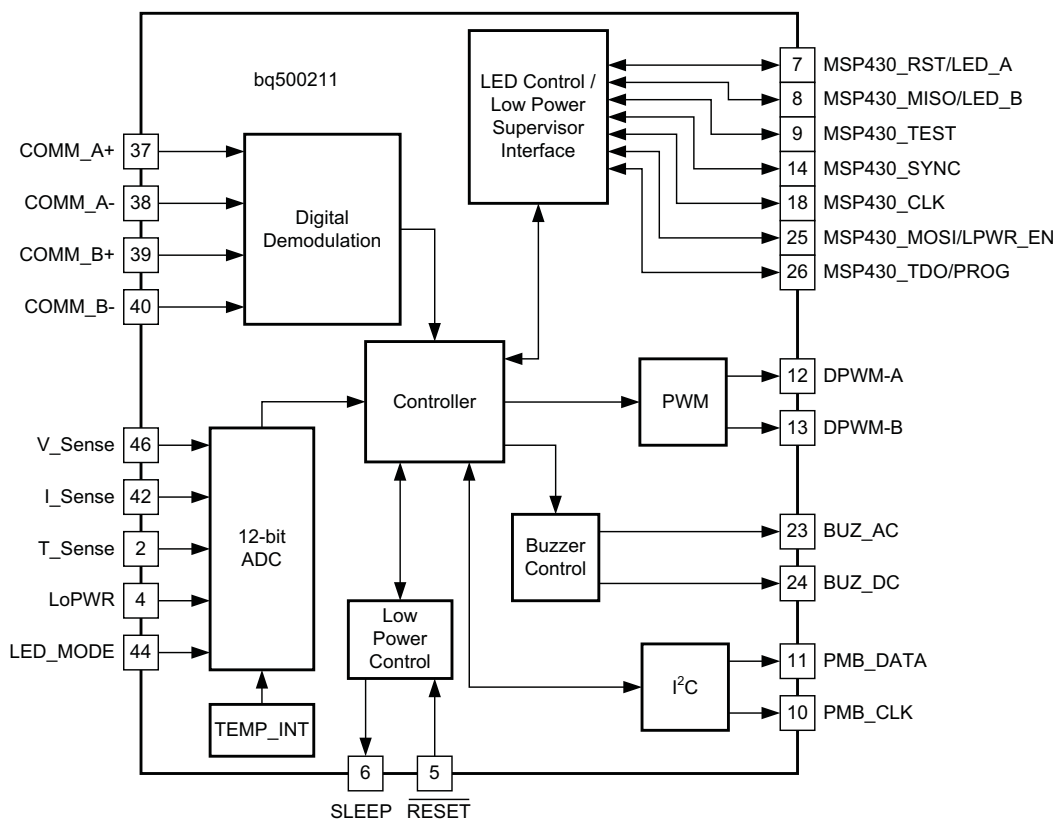 bq500211
LED Control /
Low Power
Supervisor
Interface
7 MSP430_RST/LED_A
8 MSP430_MISO/LED_B
9 MSP430_TEST
14 MSP430_SYNC
18 MSP430_CLK
25 MSP430_MOSI/LPWR_EN
26 MSP430_TDO/PROG
COMM_A+ 37
COMM_A- 38
COMM_B+ 39
COMM_B- 40
Digital
Demodulation
Controller
PWM
12 DPWM-A
13 DPWM-B
V_Sense 46
I_Sense 42
T_Sense 2
LoPWR 4
LED_MODE 44
12-bit
ADC
Buzzer
Control
23 BUZ_AC
24 BUZ_DC
Low
Power
Control
I²C
11 PMB_DATA
10 PMB_CLK
TEMP_INT
6 5
SLEEP RESET